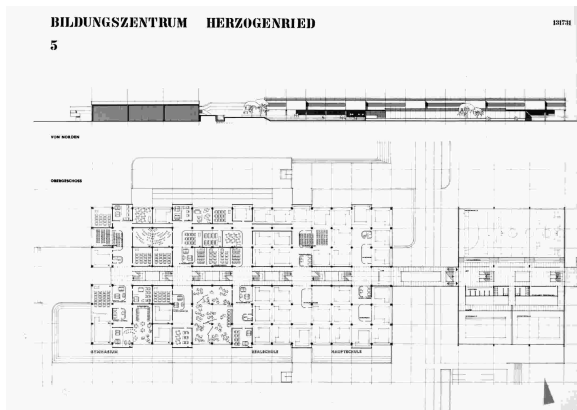 BILDUNGSZENTRUM HERZOGENRIED
131731
5
VON NORDEN
OBERGESCHOSS
GYMNASIUM
REALSCHULE
HAUPTSCHULE